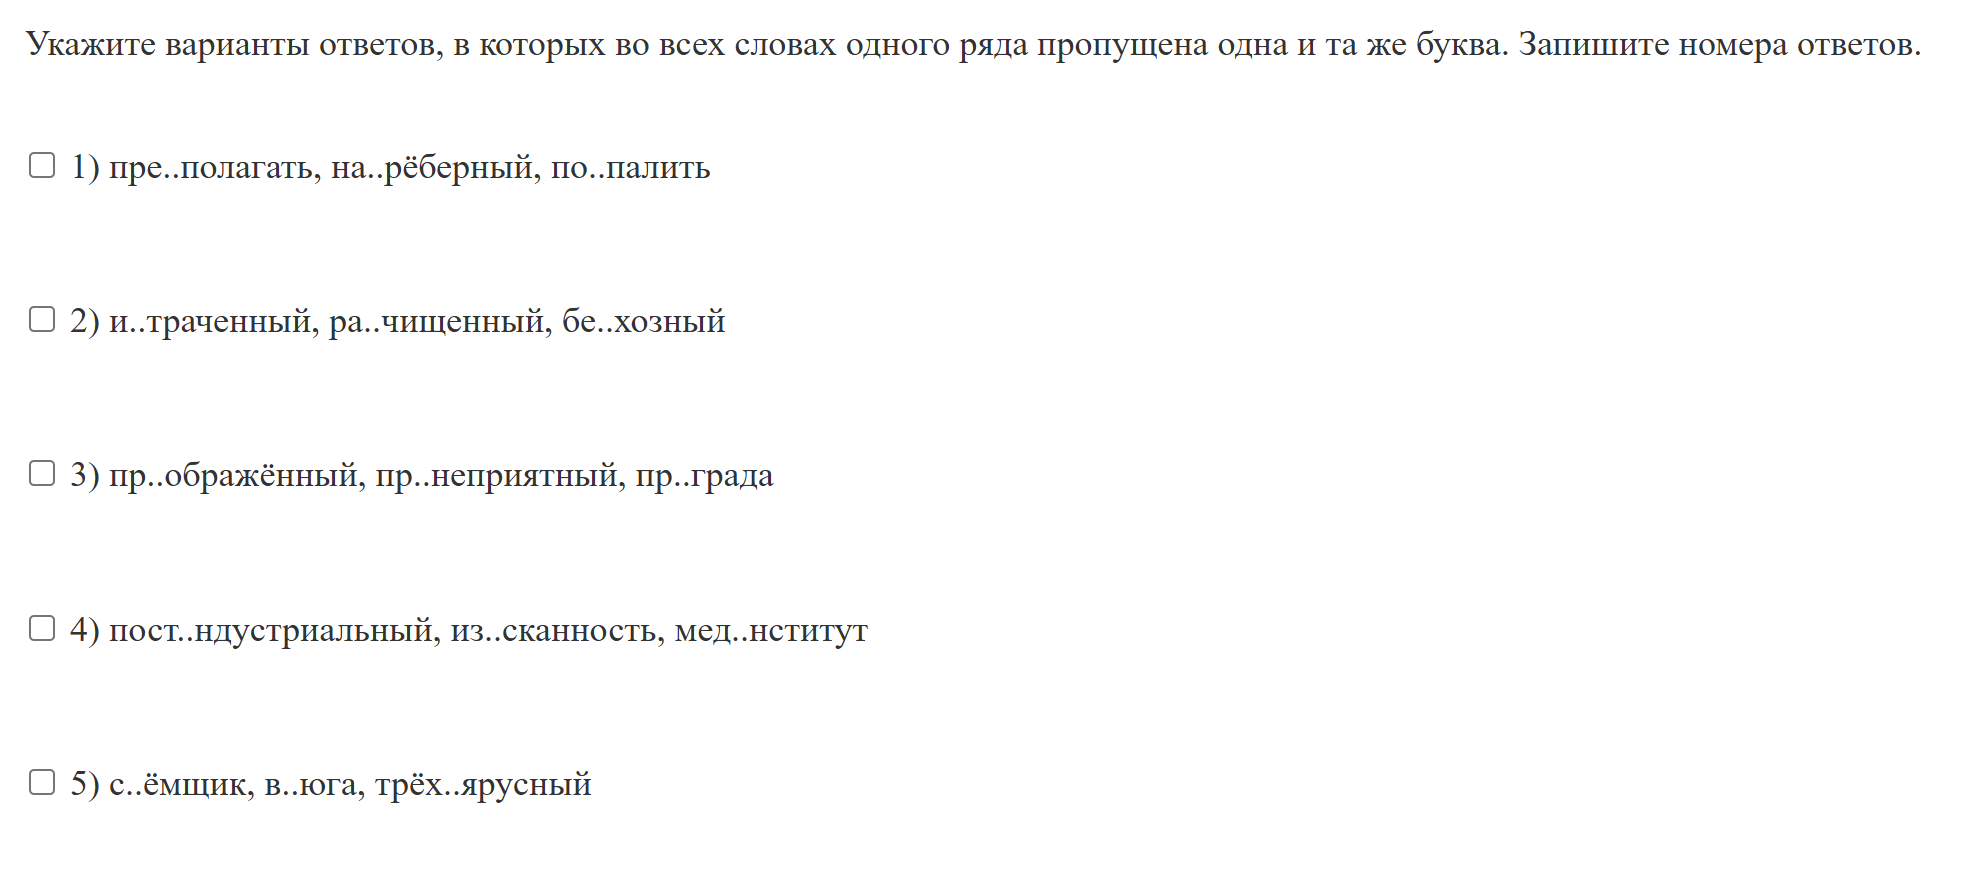 Укажите варианты ответов, в которых во всех словах одного ряда пропущена одна и та же буква. Запишите номера ответов.
1) пре..полагать, на..рёберный, по..палить
2) и..траченный, ра..чищенный, бе..хозный
3) пр..ображённый, пр..неприятный, пр..града
4) пост..ндустриальный, из..сканность, мед..нститут
5) с..ёмщик, в..юга, трёх..ярусный